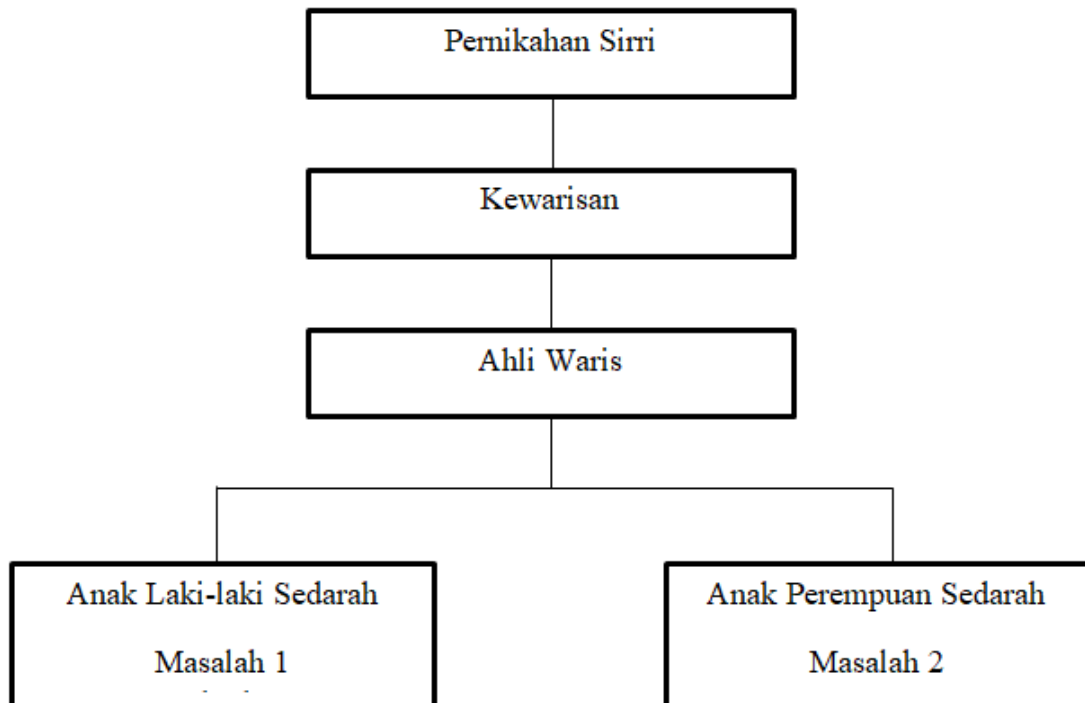 Pernikahan Sirri
Kewarisan
Ahli Waris
Anak Laki-laki Sedarah
Masalah 1
Anak Perempuan Sedarah
Masalah 2